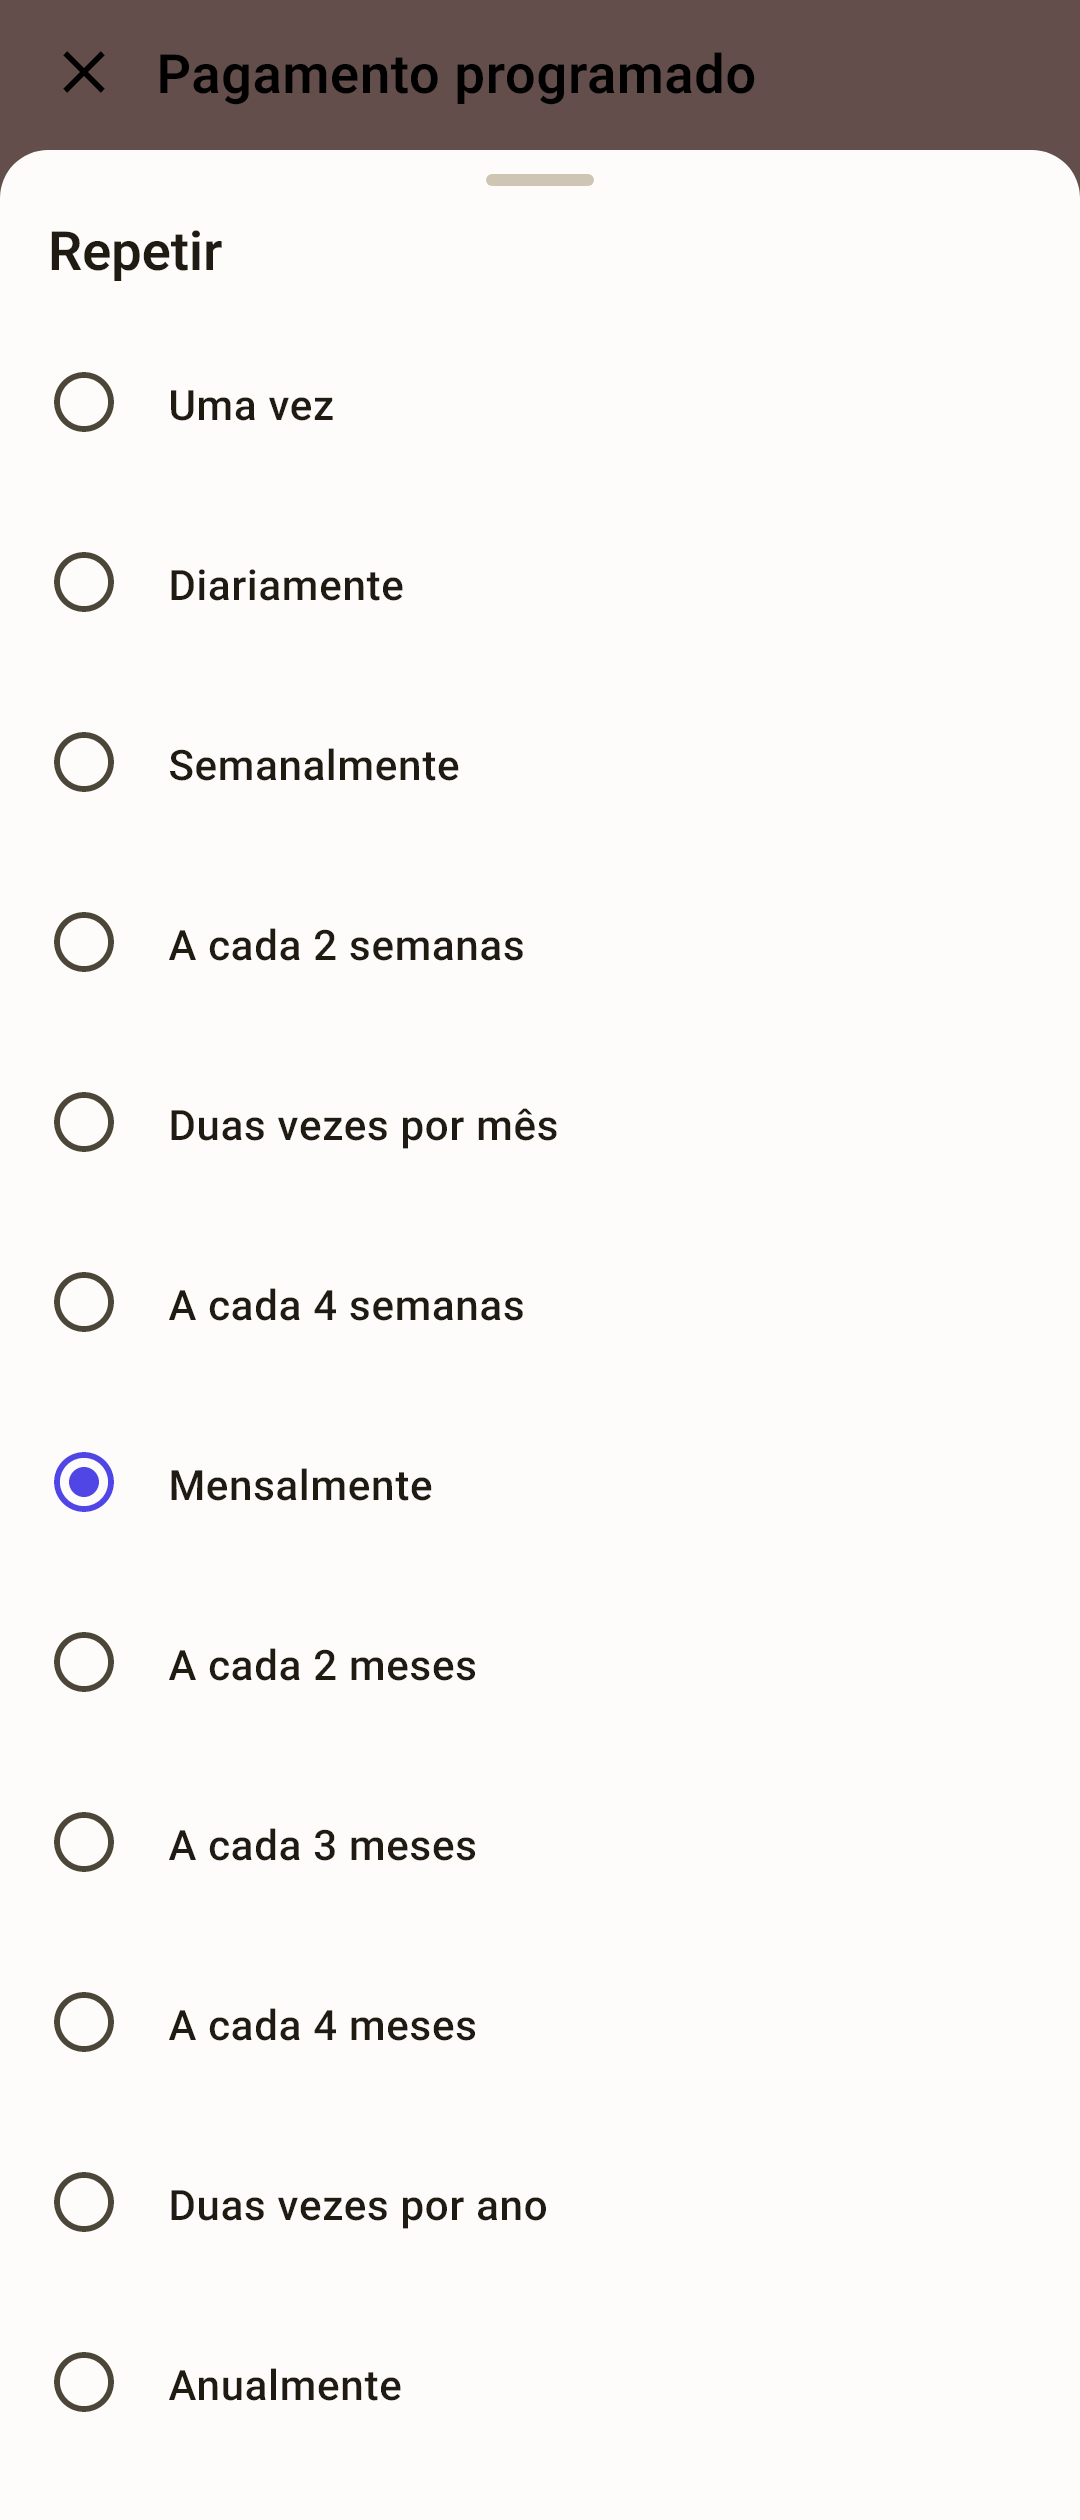 Pagamento programado
Repetir
Uma vez
Diariamente
Semanalmente
A cada 2 semanas
Duas vezes por mês
A cada 4 semanas
Mensalmente
A cada 2 meses
A cada 3 meses
A cada 4 meses
Duas vezes por ano
Anualmente